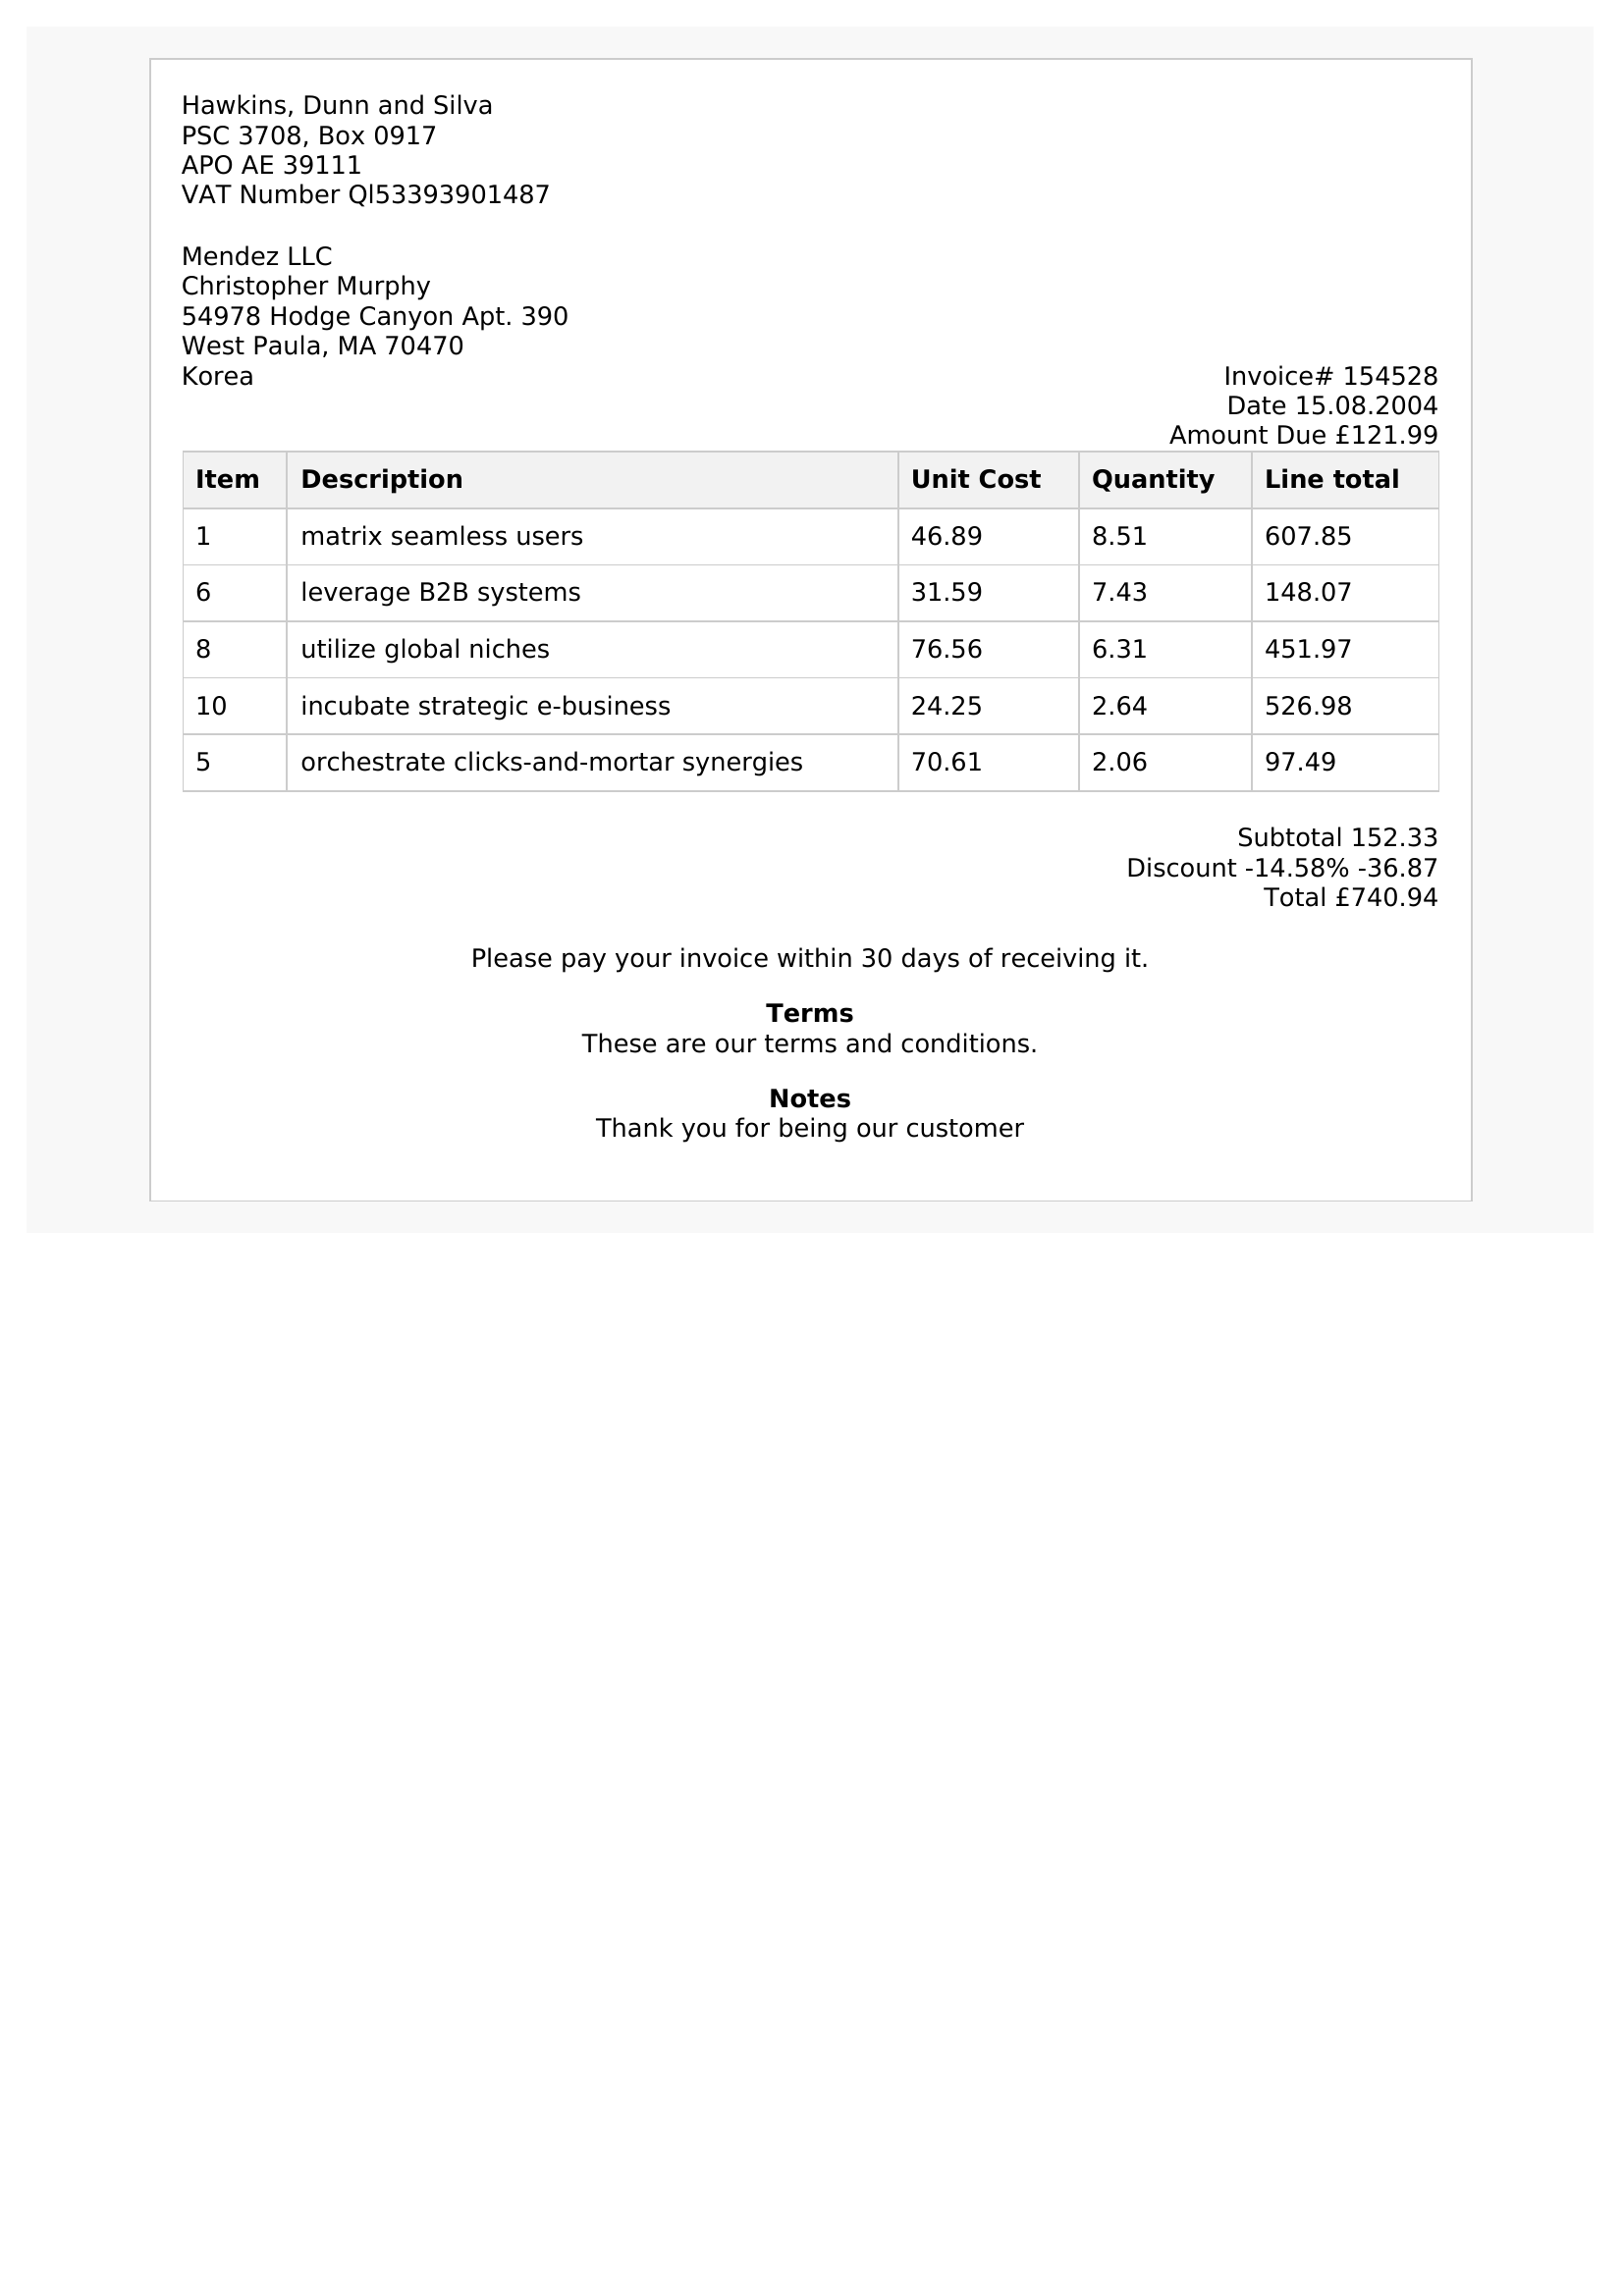 Hawkins, Dunn and Silva
PSC 3708, Box 0917
APO AE 39111
VAT Number Ql53393901487
Mendez LLC
Christopher Murphy
54978 Hodge Canyon Apt. 390
West Paula, MA 70470
Korea
Invoice# 154528
Date 15.08.2004
Amount Due £121.99
Item Description Unit Cost Quantity Line total
1 matrix seamless users 46.89 8.51 607.85
6 leverage B2B systems 31.59 7.43 148.07
8 utilize global niches 76.56 6.31 451.97
10 incubate strategic e-business 24.25 2.64 526.98
5 orchestrate clicks-and-mortar synergies 70.61 2.06 97.49
Subtotal 152.33
Discount -14.58% -36.87
Total £740.94
Please pay your invoice within 30 days of receiving it.
Terms
These are our terms and conditions.
Notes
Thank you for being our customer